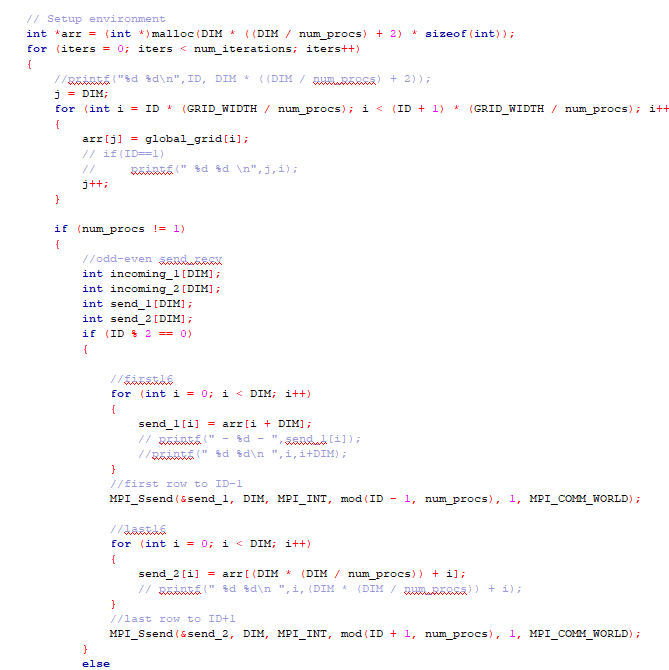 // Setup environment
int *arr = (int *)malloc(DIM * ((DIM / num_procs) + 2) * sizeof(int));
for (iters = 0; iters < num_iterations; iters++)
{
//printf("%d %d\n",ID, DIM * ((DIM / num_procs) + 2));
j = DIM;
for (int i = ID * (GRID_WIDTH / num_procs); i < (ID + 1) * (GRID_WIDTH / num_procs); i++
{
arr[j] = global_grid[i];
// if(ID==1)
//     printf(" %d %d \n",j,i);
j++;
}
if (num_procs != 1)
{
//odd-even send_recv
int incoming_1[DIM];
int incoming_2[DIM];
int send_1[DIM];
int send_2[DIM];
if (ID % 2 == 0)
{
//first16
for (int i = 0; i < DIM; i++)
{
send_1[i] = arr[i + DIM];
// printf(" - %d - ",send_1[i]);
//printf(" %d %d\n ",i,i+DIM);
}
//first row to ID-1
MPI_Ssend(&send_1, DIM, MPI_INT, mod(ID - 1, num_procs), 1, MPI_COMM_WORLD);
//last16
for (int i = 0; i < DIM; i++)
{
send_2[i] = arr[(DIM * (DIM / num_procs)) + i];
// printf(" %d %d\n ",i,(DIM * (DIM / num_procs)) + i);
}
//last row to ID+1
MPI_Ssend(&send_2, DIM, MPI_INT, mod(ID + 1, num_procs), 1, MPI_COMM_WORLD);
}
else